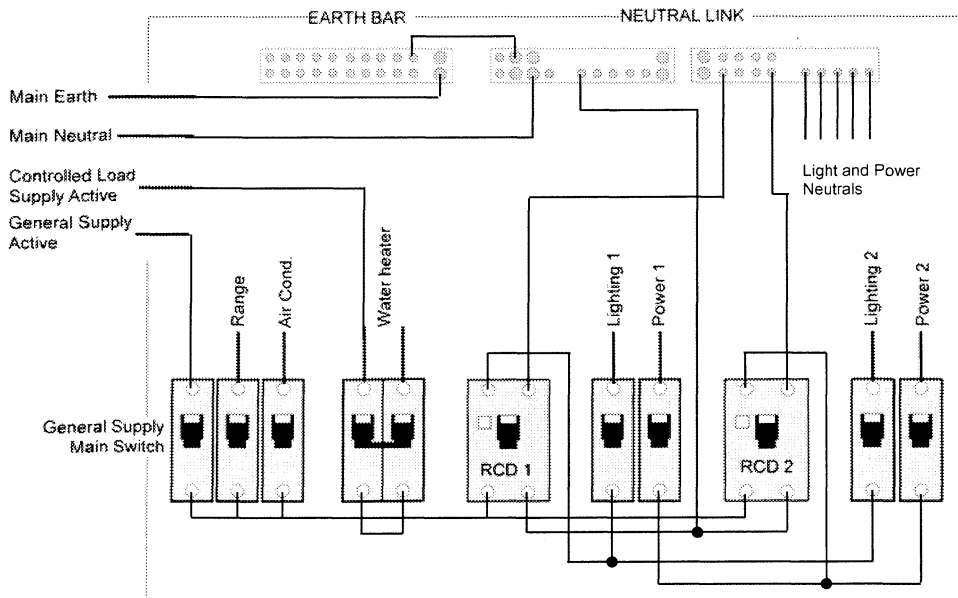 EARTH BAR
NEUTRAL LINK
Main Earth
Main Neutral
Controlled Load
Supply Active
General Supply
Active
Light and Power
Neutrals
Range
Air Cond.
Water heater
Lighting 1
Power 1
Lighting 2
Power 2
General Supply
Main Switch
RCD 1
RCD 2